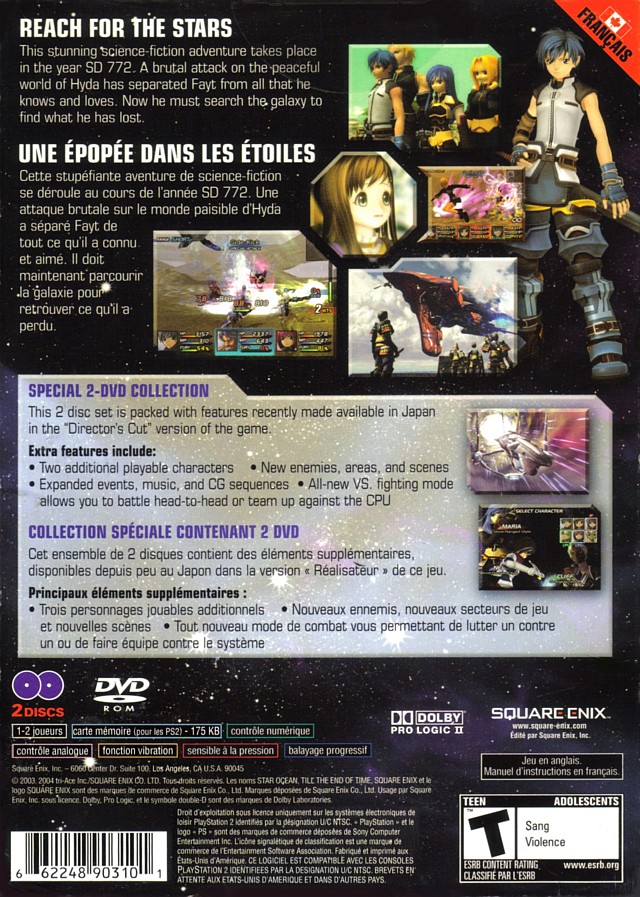 FRANÇAIS
REACH FOR THE STARS
This stunning science-fiction adventure takes place
in the year SD 772. A brutal attack on the peaceful
world of Hyda has separated Fayt from all that he
knows and loves. Now he must search the galaxy to
find what he has lost.
UNE ÉPOPÉE DANS LES ÉTOILES
Cette stupéfiante aventure de science-fiction
se déroule au cours de l'année SD 772. Une
attaque brutale sur le monde paisible d'Hyda
a séparé Fayt de
tout ce qu'il a connu
et aimé. Il doit
maintenant parcourir
la galaxie pour
retrouver ce qu'il a
perdu.
Side Kick
SPECIAL 2-DVD COLLECTION
This 2 disc set is packed with features recently made available in Japan
in the “Director's Cut” version of the game.
Extra features include:
• Two additional playable characters • New enemies, areas, and scenes
• Expanded events, music, and CG sequences • All-new VS. fighting mode
allows you to battle head-to-head or team up against the CPU
SELECT CHARACTER
MARIA
CLIFF
COLLECTION SPÉCIALE CONTENANT 2 DVD
Cet ensemble de 2 disques contient des éléments supplémentaires,
disponibles depuis peu au Japon dans la version « Réalisateur » de ce jeu.
Principaux éléments supplémentaires :
• Trois personnages jouables additionnels • Nouveaux ennemis, nouveaux secteurs de jeu
et nouvelles scènes • Tout nouveau mode de combat vous permettant de lutter un contre
un ou de faire équipe contre le système
2 DISCS
DVD
ROM
DOLBY
PRO LOGIC II
SQUARE ENIX
www.square-enix.com
Édité par Square Enix, Inc.
1-2 joueurs
carte mémoire (pour les PS2) - 175 KB
contrôle numérique
contrôle analogue
fonction vibration
sensible à la pression
balayage progressif
Jeu en anglais.
Manuel d'instructions en français.
Square Enix, Inc. – 6060 Center Dr. Suite 100, Los Angeles, CA U.S.A. 90045
© 2003, 2004 tri-Ace Inc./SQUARE ENIX CO. LTD. Tous droits réservés. Les noms STAR OCEAN, TILL THE END OF TIME, SQUARE ENIX et le
logo SQUARE ENIX sont des marques de commerce de Square Enix Co., Ltd. Marques déposées de Square Enix Co., Ltd. Usage par Square
Enix, Inc. sous licence. Dolby, Pro Logic, et le symbole double-D sont des marques de Dolby Laboratories.
Droit d'exploitation sous licence uniquement sur les systèmes électroniques de
loisir PlayStation 2 identifiés par la désignation U/C NTSC. « PlayStation » et le
logo « PS » sont des marques de commerce déposées de Sony Computer
Entertainment Inc. L'icône signalétique de classification est une marque de
commerce de l'Entertainment Software Association. Fabriqué et imprimé aux
États-Unis d'Amérique. CE LOGICIEL EST COMPATIBLE AVEC LES CONSOLES
PLAYSTATION 2 IDENTIFIEES PAR LA DESIGNATION U/C NTSC. BREVETS EN
ATTENTE AUX ETATS-UNIS D'AMERIQUE ET DANS D'AUTRES PAYS.
6 62248 90310 1
TEEN ADOLESCENTS
T
Sang
Violence
ESRB CONTENT RATING www.esrb.org
CLASSIFIÉ PAR L'ESRB